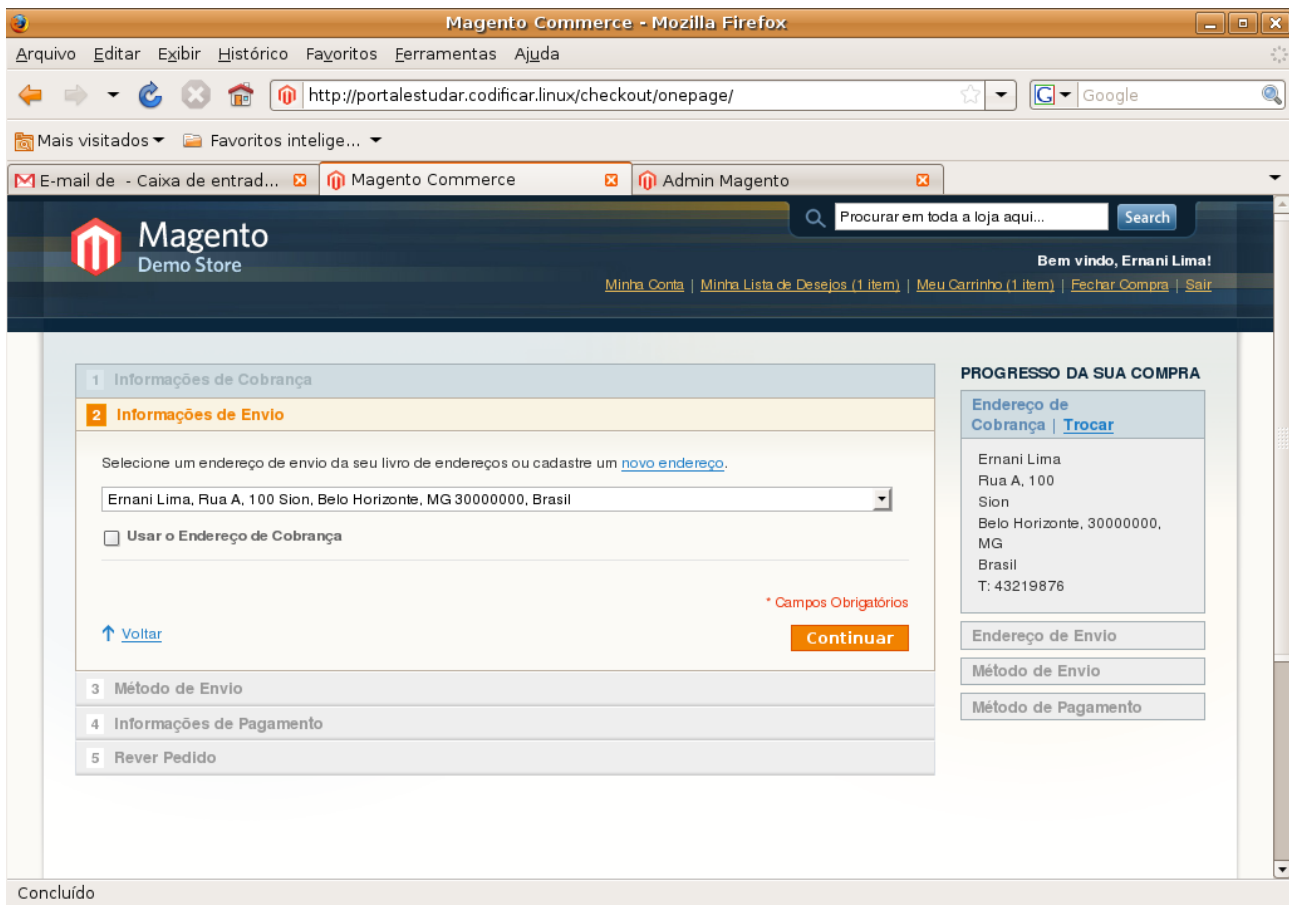 Magento Commerce - Mozilla Firefox
Arquivo Editar Exibir Histórico Favoritos Ferramentas Ajuda
http://portalestudar.codificar.linux/checkout/onepage/
G Google
Mais visitados Favoritos intelige...
E-mail de - Caixa de entrad... Magento Commerce Admin Magento
Procurar em toda a loja aqui... Search
Magento
Demo Store
Bem vindo, Ernani Lima!
Minha Conta | Minha Lista de Desejos (1 item) | Meu Carrinho (1 item) | Fechar Compra | Sair
1 Informações de Cobrança
2 Informações de Envio
Selecione um endereço de envio da seu livro de endereços ou cadastre um novo endereço.
Ernani Lima, Rua A, 100 Sion, Belo Horizonte, MG 30000000, Brasil
Usar o Endereço de Cobrança
* Campos Obrigatórios
Voltar
Continuar
3 Método de Envio
4 Informações de Pagamento
5 Rever Pedido
PROGRESSO DA SUA COMPRA
Endereço de
Cobrança | Trocar
Ernani Lima
Rua A, 100
Sion
Belo Horizonte, 30000000,
MG
Brasil
T: 43219876
Endereço de Envio
Método de Envio
Método de Pagamento
Concluído